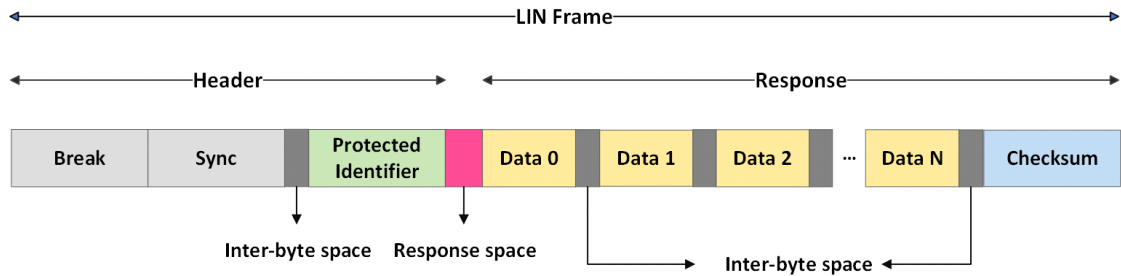 LIN Frame
Header
Response
Break
Sync
Protected
Identifier
Data 0
Data 1
Data 2
...
Data N
Checksum
Inter-byte space
Response space
Inter-byte space